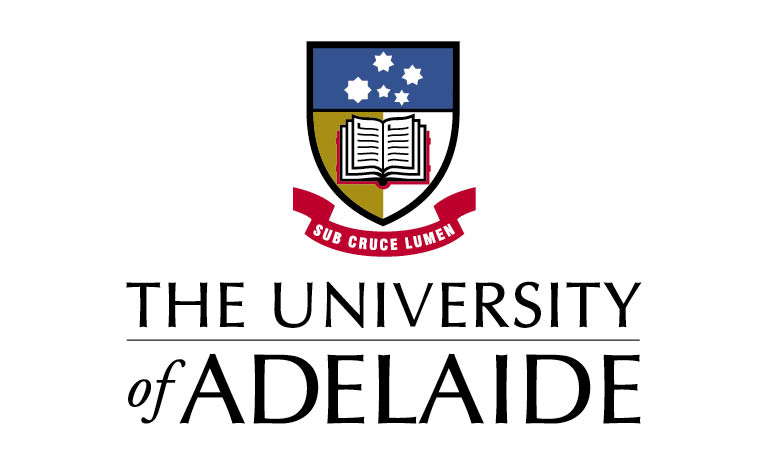 SUB CRUCE LUMEN
THE UNIVERSITY
of ADELAIDE